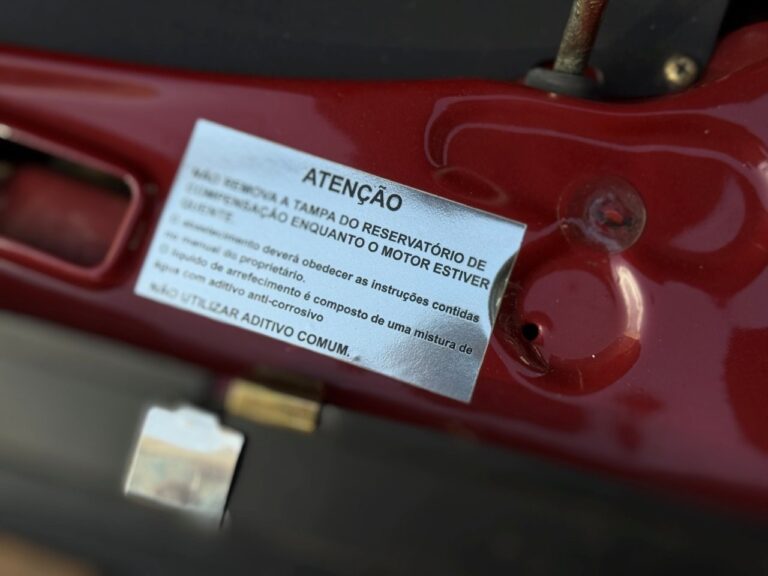 ATENÇÃO
NÃO REMOVA A TAMPA DO RESERVATÓRIO DE
COMPENSAÇÃO ENQUANTO O MOTOR ESTIVER
QUENTE.
O abastecimento deverá obedecer as instruções contidas
no manual do proprietário.
O líquido de arrefecimento é composto de uma mistura de
água com aditivo anti-corrosivo
NÃO UTILIZAR ADITIVO COMUM.